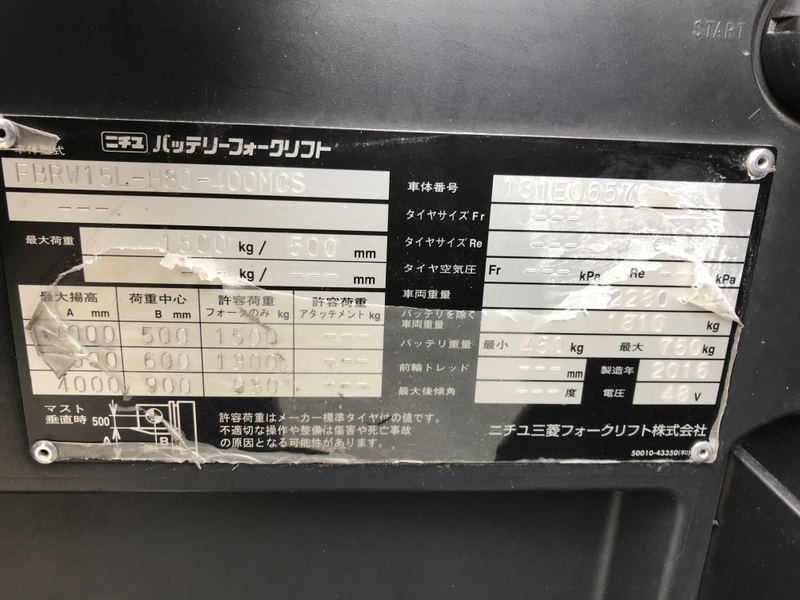 START
ニチユ バッテリーフォークリフト
車体型式
FBRW15L-H80-400MCS
---
最大荷重 1500 kg / 500 mm
--- kg / --- mm
最大揚高 A mm 荷重中心 B mm 許容荷重 フォークのみ kg 許容荷重 アタッチメント kg
4000 500 1500 ---
4000 600 1300 ---
4000 900 930 ---
マスト垂直時 500 A B
許容荷重はメーカー標準タイヤ付の値です。
不適切な操作や整備は傷害や死亡事故
の原因となる可能性があります。
車体番号
タイヤサイズ Fr ---
タイヤサイズ Re ---
タイヤ空気圧 Fr --- kPa Re --- kPa
車両重量 2260
バッテリを除く車両重量 1810 kg
バッテリ重量 最小 450 kg 最大 750 kg
前輪トレッド --- mm 製造年 2016
最大後傾角 --- 度 電圧 48 V
ニチユ三菱フォークリフト株式会社
50010-43350(和)